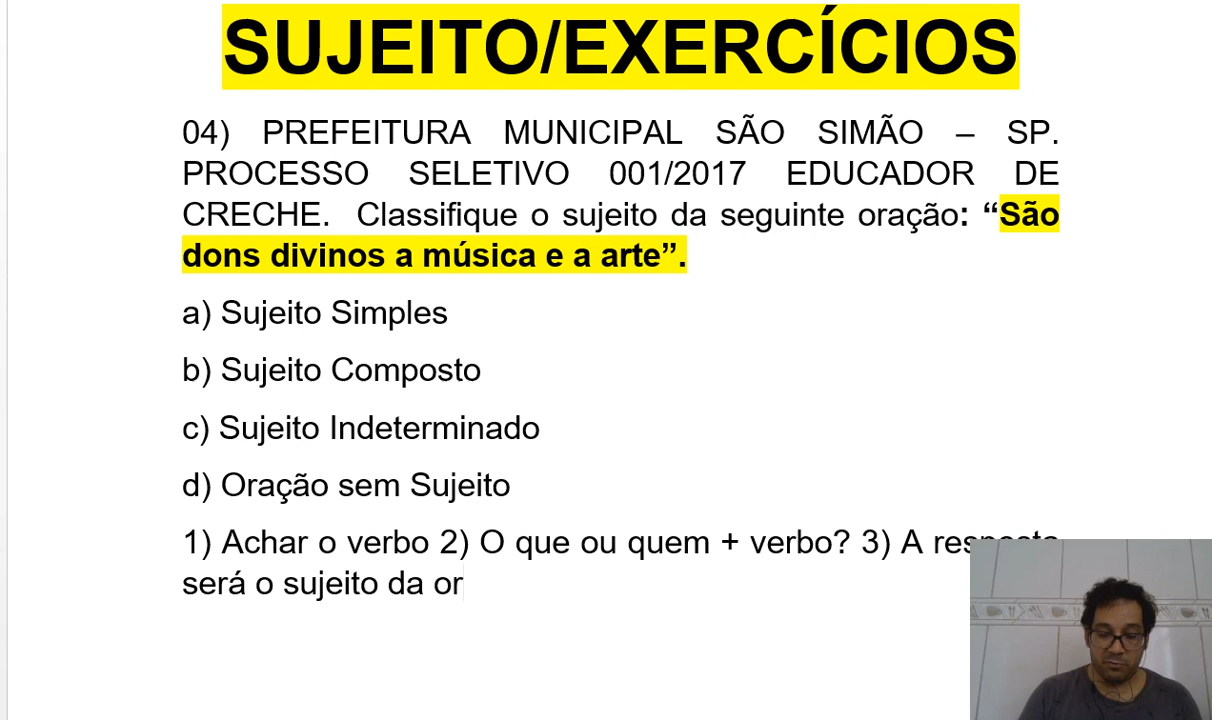 SUJEITO/EXERCÍCIOS
04) PREFEITURA MUNICIPAL SÃO SIMÃO – SP.
PROCESSO SELETIVO 001/2017 EDUCADOR DE
CRECHE. Classifique o sujeito da seguinte oração: “São
dons divinos a música e a arte”.
a) Sujeito Simples
b) Sujeito Composto
c) Sujeito Indeterminado
d) Oração sem Sujeito
1) Achar o verbo 2) O que ou quem + verbo? 3) A resposta
será o sujeito da or